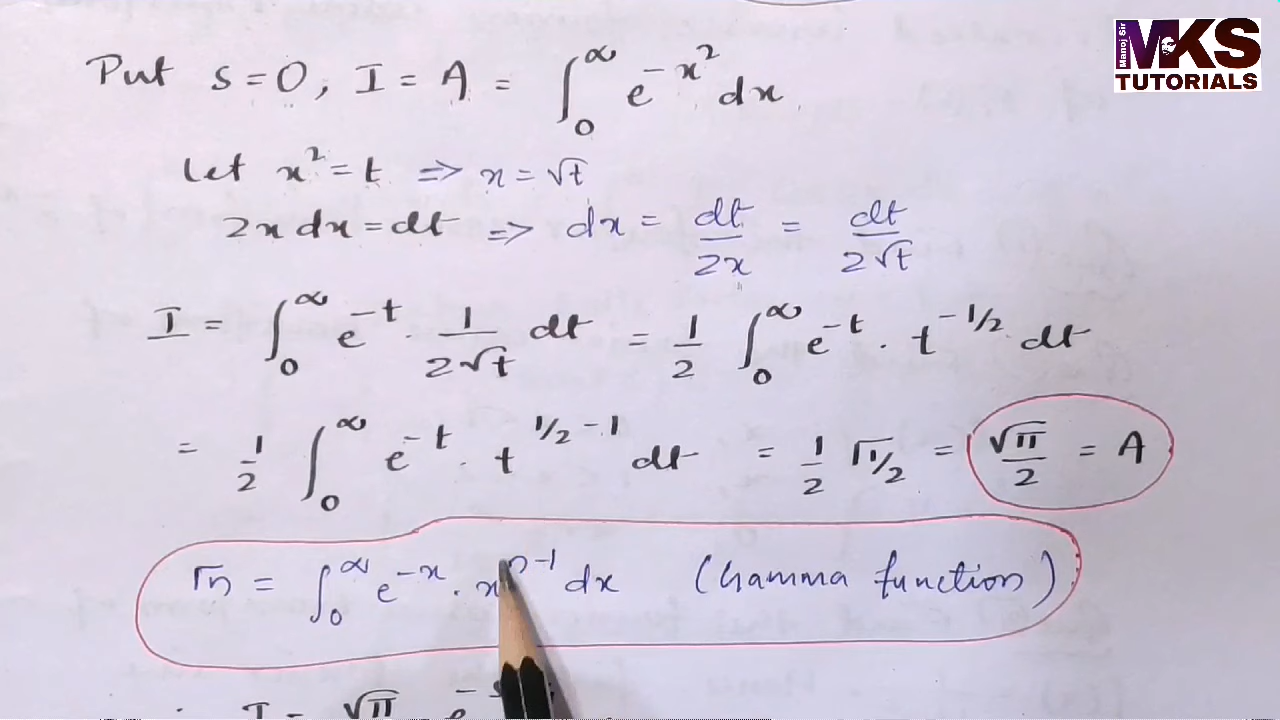 Manoj Sir
MKS
TUTORIALS
Put s = 0, I = A = ∫₀^∞ e^{-x²} dx
Let x² = t ⇒ x = √t
2x dx = dt ⇒ dx = dt/2x = dt/2√t
I = ∫₀^∞ e^{-t} · 1/2√t dt = 1/2 ∫₀^∞ e^{-t} · t^{-1/2} dt
= 1/2 ∫₀^∞ e^{-t} · t^{1/2 - 1} dt = 1/2 Γ1/2 = √π/2 = A
Γn = ∫₀^∞ e^{-x} · x^{n-1} dx (Gamma function)
∴ I = √π e^{-s